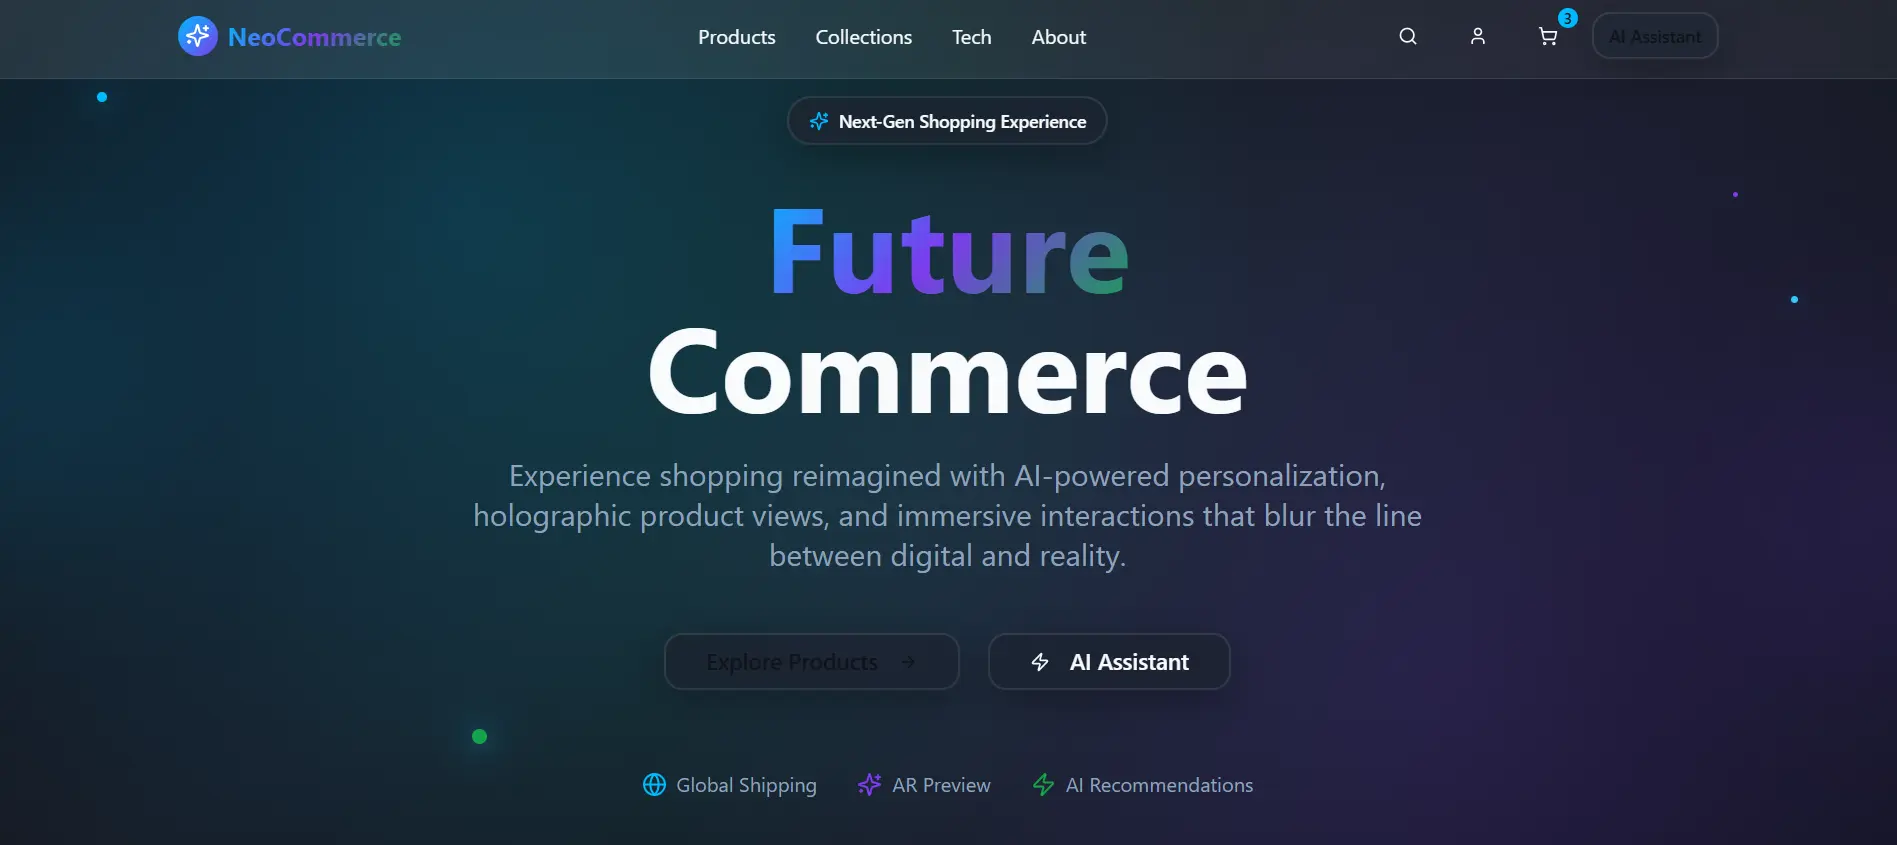 NeoCommerce
Products
Collections
Tech
About
3
AI Assistant
Next-Gen Shopping Experience
Future
Commerce
Experience shopping reimagined with AI-powered personalization,
holographic product views, and immersive interactions that blur the line
between digital and reality.
Explore Products
AI Assistant
Global Shipping
AR Preview
AI Recommendations